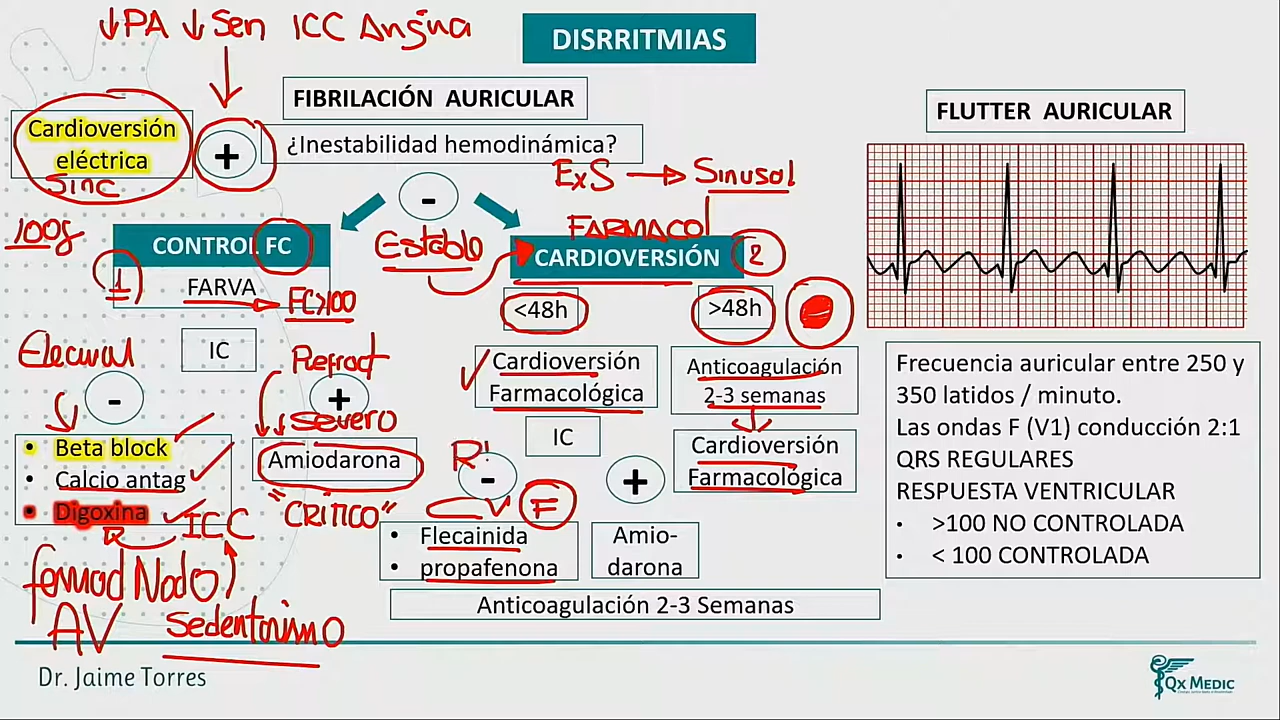 ↓PA ↓Sen ICC Angina
DISRRITMIAS
FIBRILACIÓN AURICULAR
Cardioversión
eléctrica
Sinc
+
¿Inestabilidad hemodinámica?
-
Estable
ExS → Sinusal
FARMACOL
100J
CONTROL FC
1
FARVA → FC>100
IC
Electival
-
Refract
+
↓ severo
• Beta block
• Calcio antag
• Digoxina
ICC
Amiodarona
"CRÍTICO"
Nodo
AV
Sedentarismo
CARDIOVERSIÓN
2
<48h
>48h
Cardioversión
Farmacológica
Anticoagulación
2-3 semanas
Cardioversión
Farmacológica
IC
-
F
+
• Flecainida
• propafenona
Amio-
darona
Anticoagulación 2-3 Semanas
FLUTTER AURICULAR
Frecuencia auricular entre 250 y
350 latidos / minuto.
Las ondas F (V1) conducción 2:1
QRS REGULARES
RESPUESTA VENTRICULAR
• >100 NO CONTROLADA
• < 100 CONTROLADA
Dr. Jaime Torres
QX MEDIC